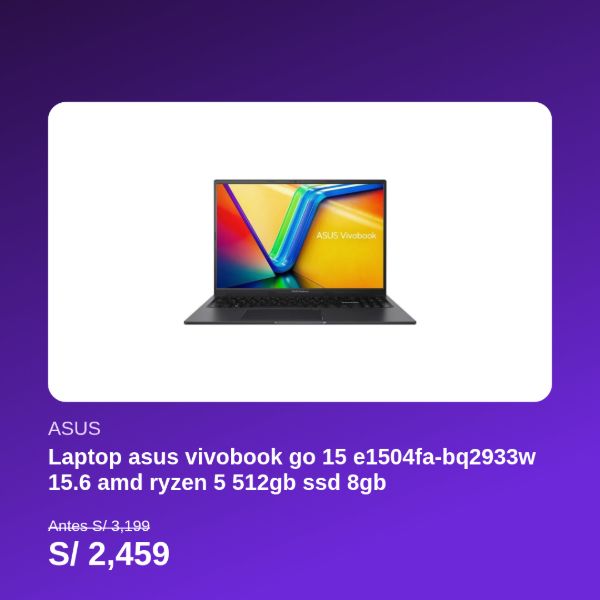 ASUS Vivobook
ASUS
Laptop asus vivobook go 15 e1504fa-bq2933w
15.6 amd ryzen 5 512gb ssd 8gb
Antes S/ 3,199
S/ 2,459